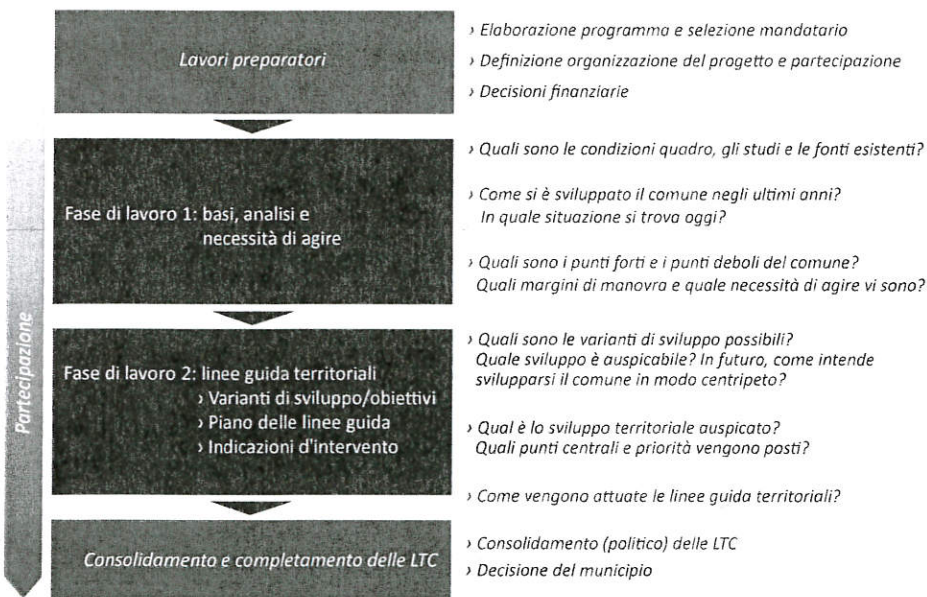 Lavori preparatori
› Elaborazione programma e selezione mandatario
› Definizione organizzazione del progetto e partecipazione
› Decisioni finanziarie
Partecipazione
Fase di lavoro 1: basi, analisi e
necessità di agire
› Quali sono le condizioni quadro, gli studi e le fonti esistenti?
› Come si è sviluppato il comune negli ultimi anni?
In quale situazione si trova oggi?
› Quali sono i punti forti e i punti deboli del comune?
Quali margini di manovra e quale necessità di agire vi sono?
Fase di lavoro 2: linee guida territoriali
› Varianti di sviluppo/obiettivi
› Piano delle linee guida
› Indicazioni d'intervento
› Quali sono le varianti di sviluppo possibili?
Quale sviluppo è auspicabile? In futuro, come intende
svilupparsi il comune in modo centripeto?
› Qual è lo sviluppo territoriale auspicato?
Quali punti centrali e priorità vengono posti?
› Come vengono attuate le linee guida territoriali?
Consolidamento e completamento delle LTC
› Consolidamento (politico) delle LTC
› Decisione del municipio